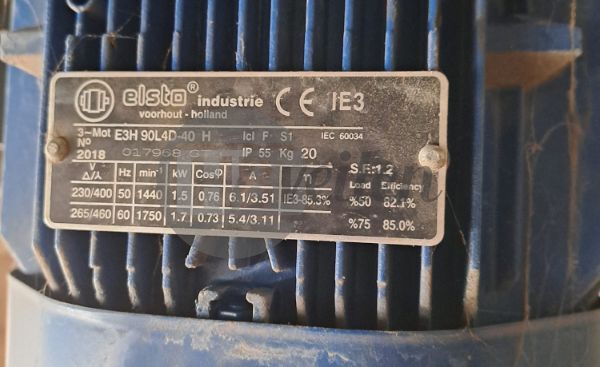 elsto® industrie CE IE3
voorhout - holland
3~Mot E3H 90L4D-40 H Icl F S1 IEC 60034
Nº
2018 017968 IP 55 Kg 20
S.F:1.2
V Hz min¹ kW Cosφ A Load Efficiency
Δ/Y
230/400 50 1440 1.5 0.76 6.1/3.51 IE3-85.3% %50 82.1%
265/460 60 1750 1.7 0.73 5.4/3.11 %75 85.0%